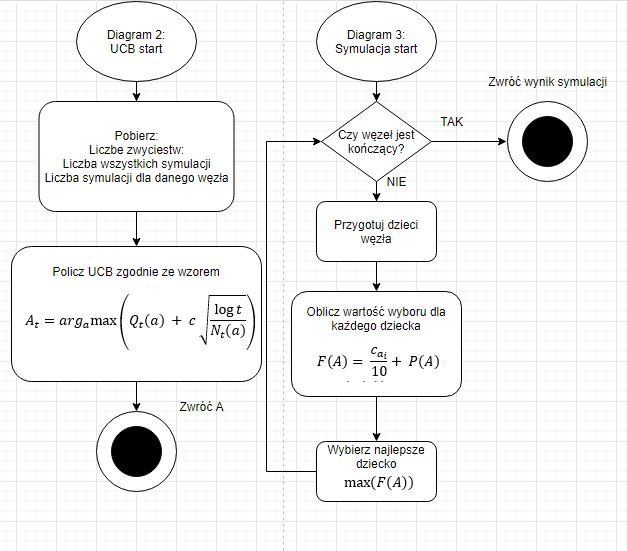 Diagram 2:
UCB start
Pobierz:
Liczbe zwyciestw:
Liczba wszystkich symulacji
Liczba symulacji dla danego węzła
Policz UCB zgodnie ze wzorem
A_t = arg_a max(Q_t(a) + c √(log t / N_t(a)))
Zwróć A
Diagram 3:
Symulacja start
Czy węzeł jest
kończący?
TAK
Zwróć wynik symulacji
NIE
Przygotuj dzieci
węzła
Oblicz wartość wyboru dla
każdego dziecka
F(A) = c_{a_i} / 10 + P(A)
Wybierz najlepsze
dziecko
max(F(A))